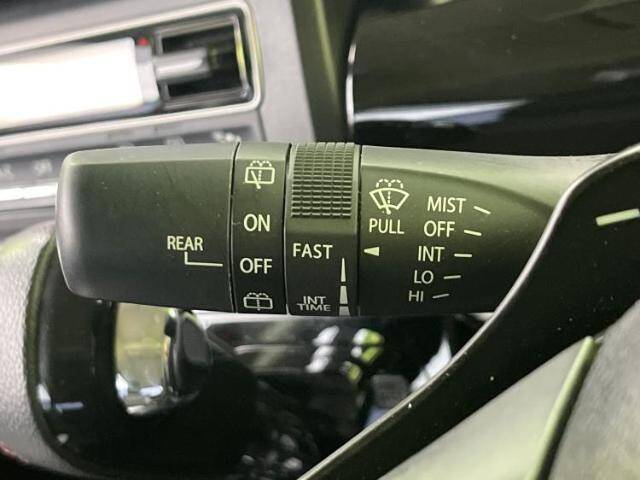 REAR
ON
OFF
FAST
INT
TIME
PULL
MIST
OFF
INT
LO
HI